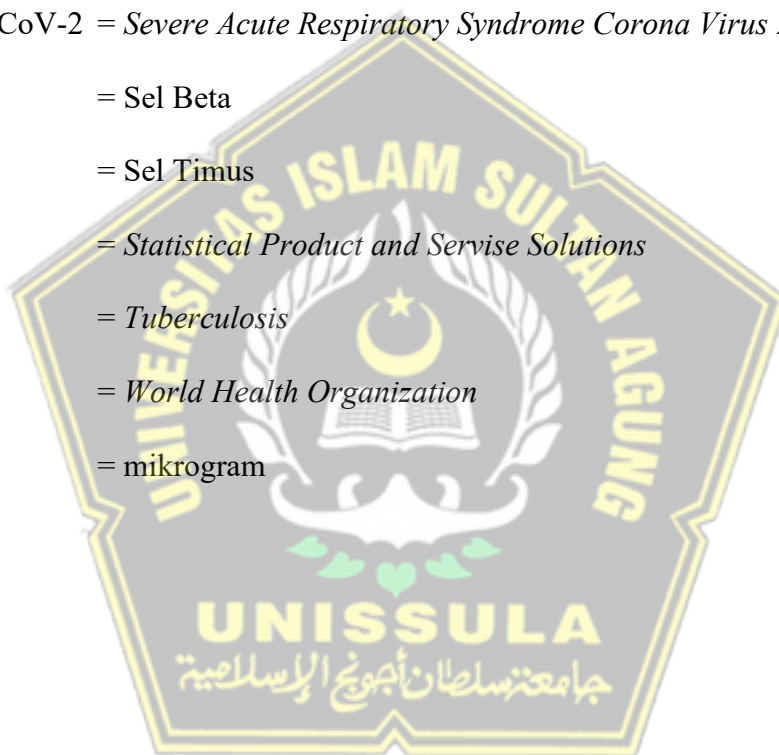 CoV-2 = Severe Acute Respiratory Syndrome Corona Virus
= Sel Beta
= Sel Timus
= Statistical Product and Servise Solutions
= Tuberculosis
= World Health Organization
= mikrogram
UNIVERSITAS ISLAM SULTAN AGUNG
UNISSULA
جامعة سلطان أجونج الإسلامية